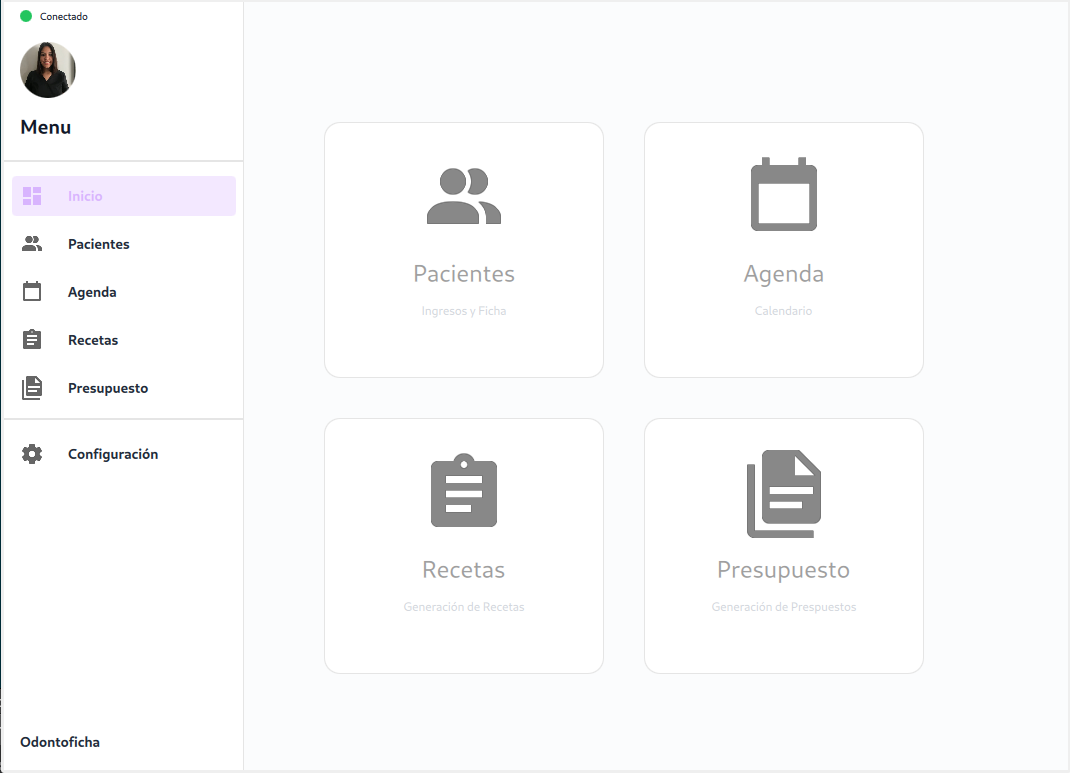 Conectado
Menu
Inicio
Pacientes
Agenda
Recetas
Presupuesto
Configuración
Odontoficha
Pacientes
Ingresos y Ficha
Agenda
Calendario
Recetas
Generación de Recetas
Presupuesto
Generación de Prespuestos